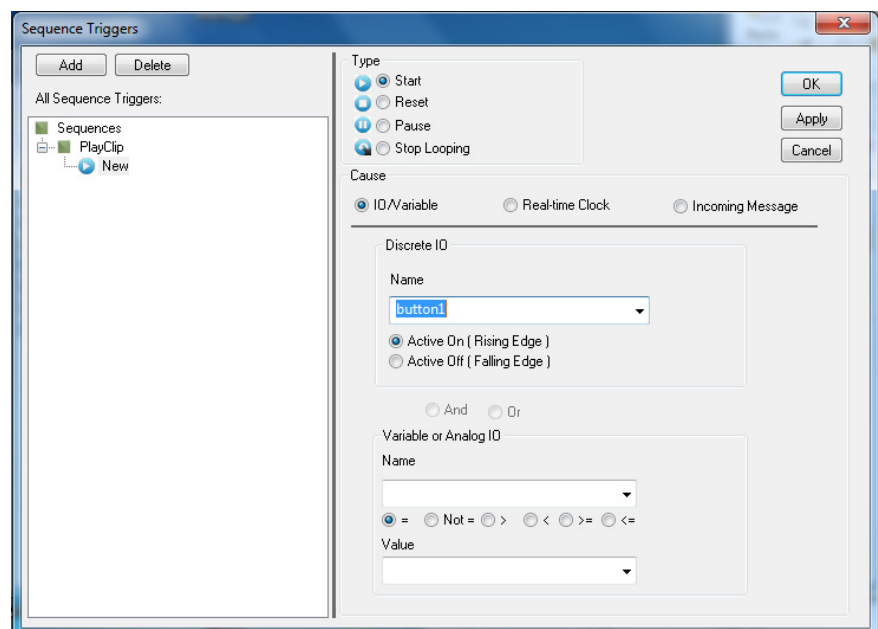 Sequence Triggers
Add Delete
All Sequence Triggers:
Sequences
PlayClip
New
Type
Start
Reset
Pause
Stop Looping
OK
Apply
Cancel
Cause
IO/Variable Real-time Clock Incoming Message
Discrete IO
Name
button1
Active On ( Rising Edge )
Active Off ( Falling Edge )
And Or
Variable or Analog IO
Name
= Not = > < >= <=
Value